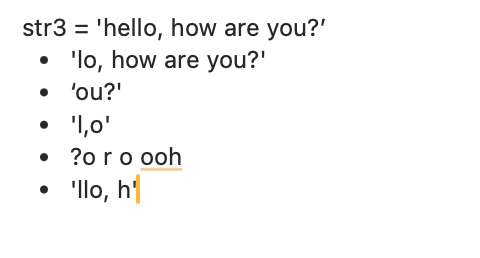 str3 = 'hello, how are you?’
• 'lo, how are you?'
• ‘ou?'
• 'l,o'
• ?o r o ooh
• 'llo, h'